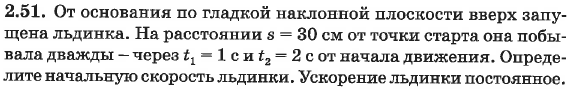 2.51. От основания по гладкой наклонной плоскости вверх запу-
щена льдинка. На расстоянии s = 30 см от точки старта она побы-
вала дважды – через t₁ = 1 с и t₂ = 2 с от начала движения. Опреде-
лите начальную скорость льдинки. Ускорение льдинки постоянное.